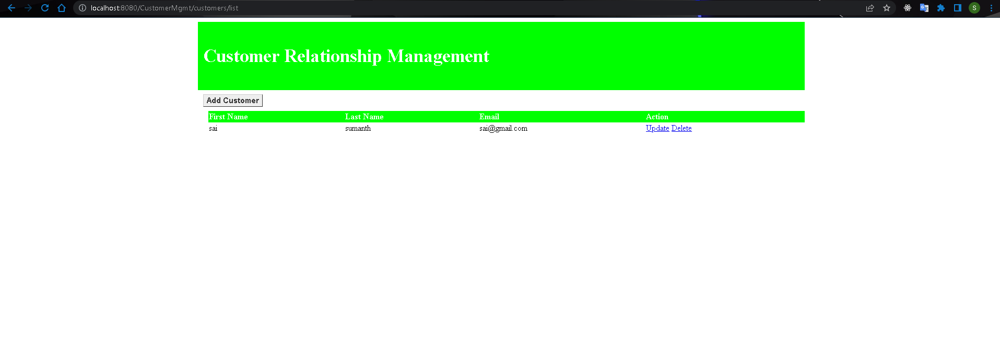 localhost:8080/CustomerMgmt/customers/list
S
Customer Relationship Management
Add Customer
First Name Last Name Email Action
sai sumanth sai@gmail.com Update Delete